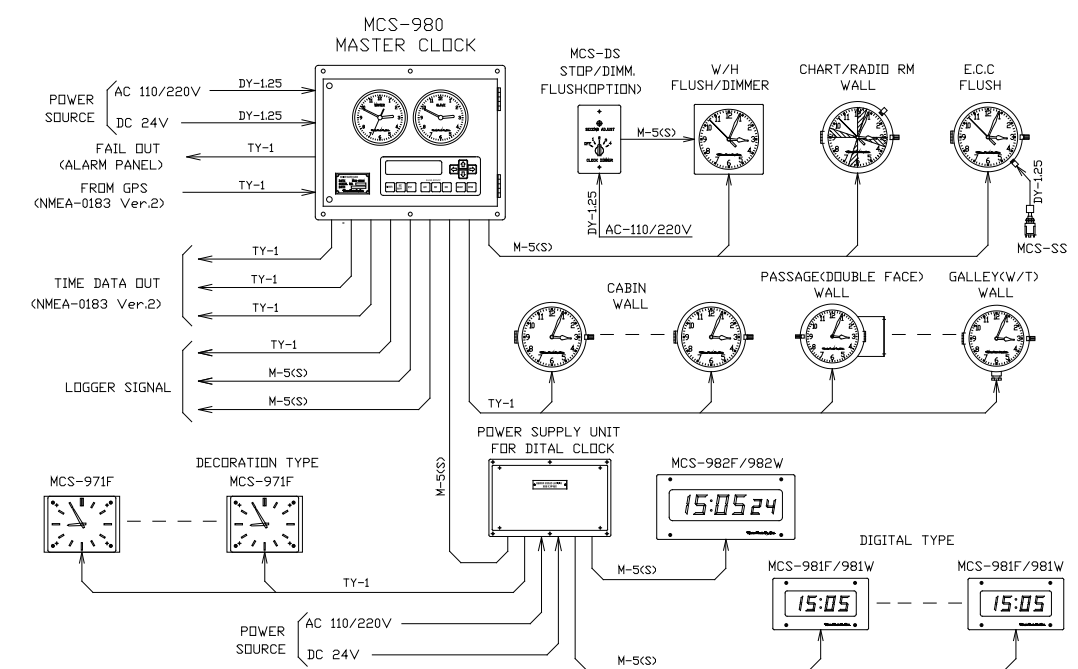 MCS-980
MASTER CLOCK
POWER
SOURCE
AC 110/220V
DC 24V
DY-1.25
DY-1.25
FAIL OUT
(ALARM PANEL)
TY-1
FROM GPS
(NMEA-0183 Ver.2)
TY-1
TIME DATA OUT
(NMEA-0183 Ver.2)
TY-1
TY-1
TY-1
LOGGER SIGNAL
TY-1
M-5(S)
M-5(S)
MCS-DS
STOP/DIMM.
FLUSH(OPTION)
M-5(S)
DY-1.25
AC-110/220V
W/H
FLUSH/DIMMER
CHART/RADIO RM
WALL
E.C.C
FLUSH
DY-1.25
MCS-SS
M-5(S)
CABIN
WALL
PASSAGE(DOUBLE FACE)
WALL
GALLEY(W/T)
WALL
TY-1
M-5(S)
POWER SUPPLY UNIT
FOR DITAL CLOCK
DECORATION TYPE
MCS-971F
MCS-971F
TY-1
POWER
SOURCE
AC 110/220V
DC 24V
MCS-982F/982W
15:05 24
M-5(S)
DIGITAL TYPE
MCS-981F/981W
MCS-981F/981W
15:05
15:05
M-5(S)